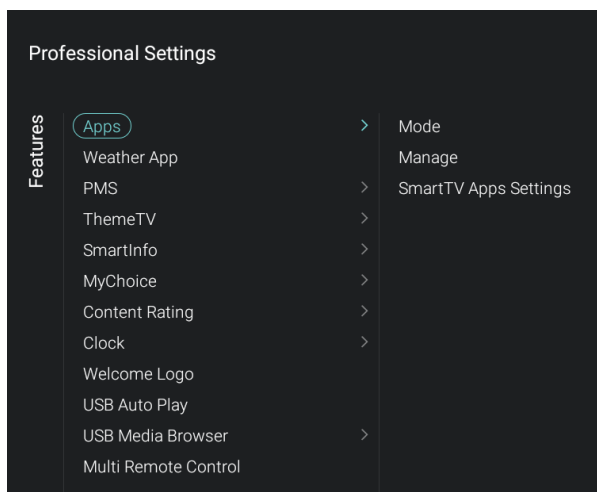 Professional Settings
Features
Apps
Weather App
PMS
ThemeTV
SmartInfo
MyChoice
Content Rating
Clock
Welcome Logo
USB Auto Play
USB Media Browser
Multi Remote Control
Mode
Manage
SmartTV Apps Settings